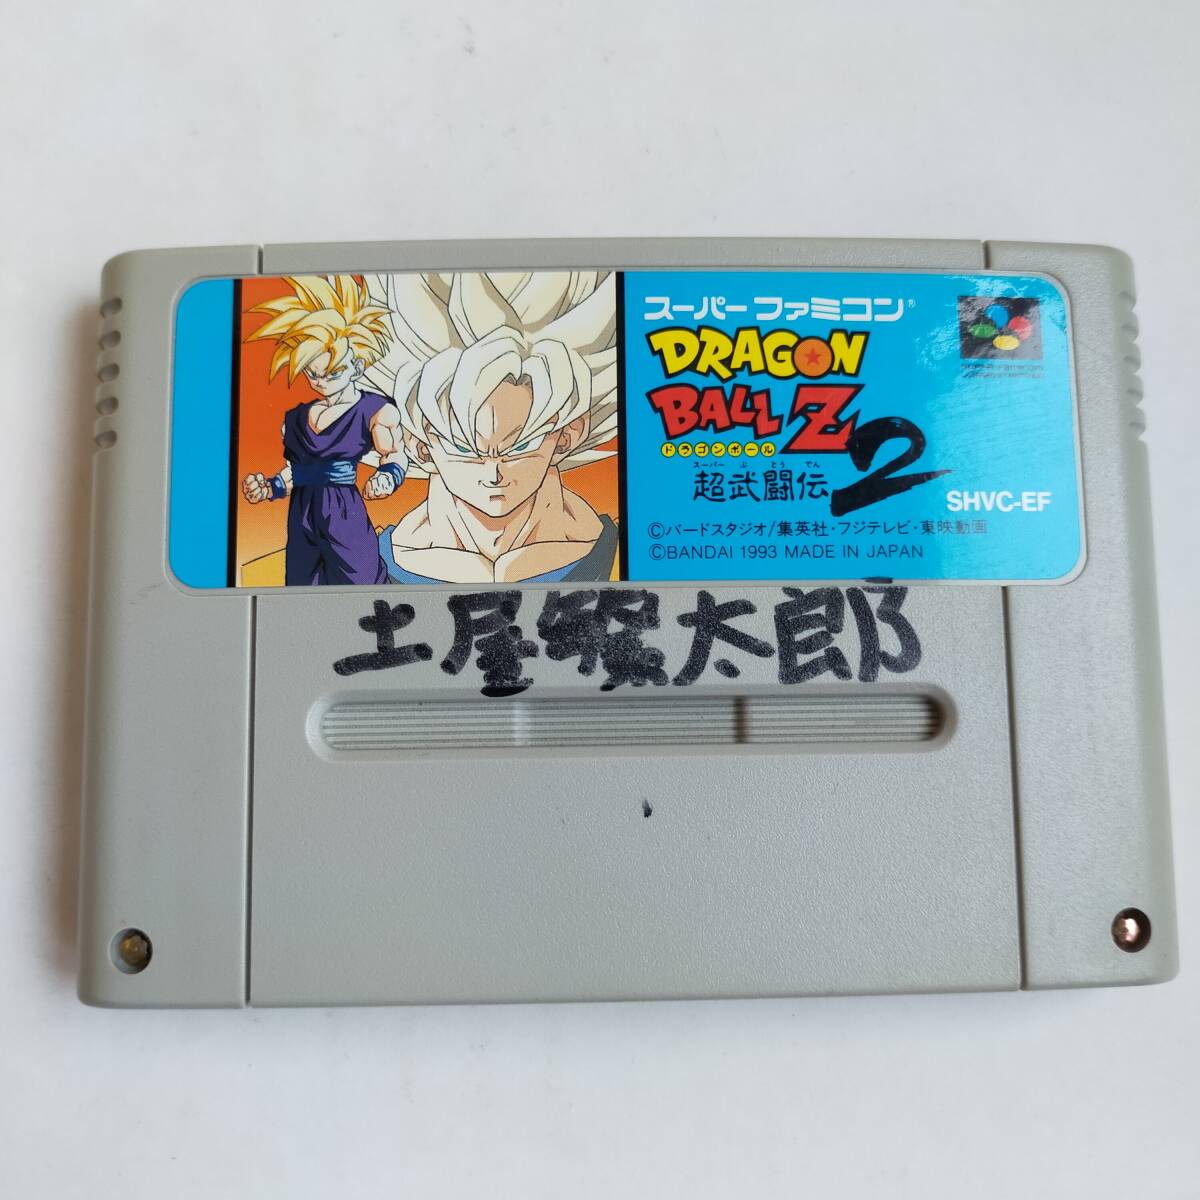 スーパーファミコン®
DRAGON
BALL Z 2
ドラゴンボール
スーパー ぶ とう でん
超武闘伝
SHVC-EF
©バードスタジオ/集英社・フジテレビ・東映動画
©BANDAI 1993 MADE IN JAPAN
土屋 太郎